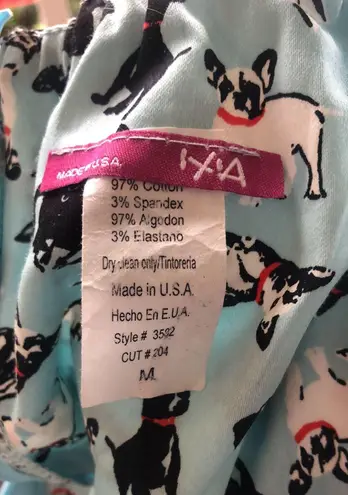 MADE IN U.S.A.
IXIA
97% Cotton
3% Spandex
97% Algodon
3% Elastano
Dry clean only/Tintoreria
Made in U.S.A.
Hecho En E.U.A.
Style # 3592
CUT # 204
M